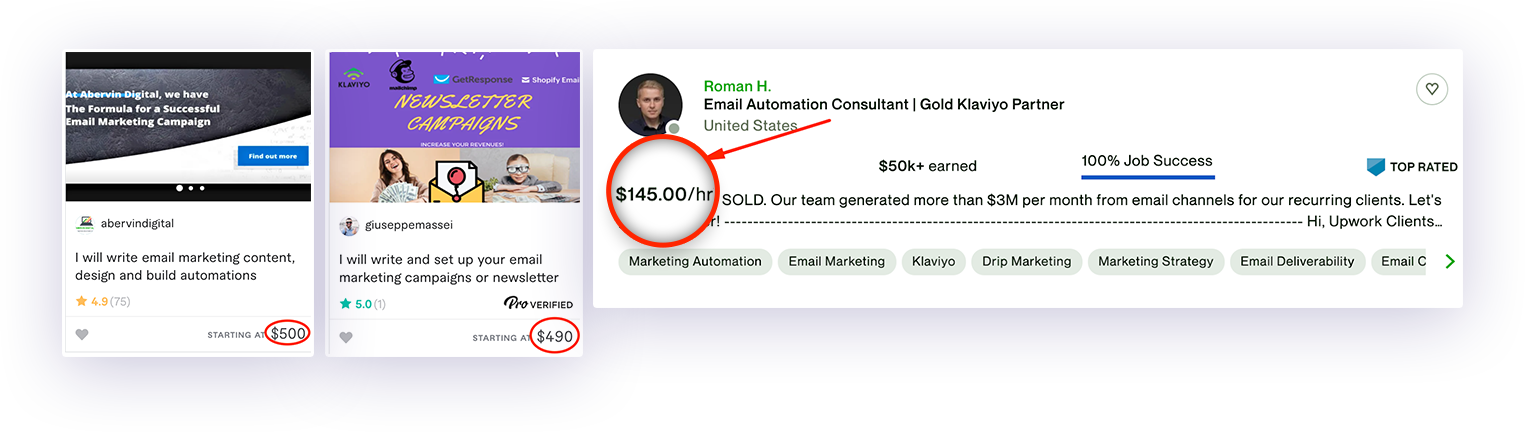 At Abervin Digital, we have
The Formula for a Successful
Email Marketing Campaign
Find out more
abervindigital
I will write email marketing content,
design and build automations
4.9 (75)
STARTING AT $500
KLAVIYO
mailchimp
GetResponse
Shopify Email
NEWSLETTER
CAMPAIGNS
INCREASE YOUR REVENUES!
giuseppemassei
I will write and set up your email
marketing campaigns or newsletter
5.0 (1)
Pro VERIFIED
STARTING AT $490
Roman H.
Email Automation Consultant | Gold Klaviyo Partner
United States
$145.00/hr
$50k+ earned
100% Job Success
TOP RATED
SOLD. Our team generated more than $3M per month from email channels for our recurring clients. Let's
r! ---------------------------------------------------------------------------------------------------- Hi, Upwork Clients...
Marketing Automation
Email Marketing
Klaviyo
Drip Marketing
Marketing Strategy
Email Deliverability
Email C